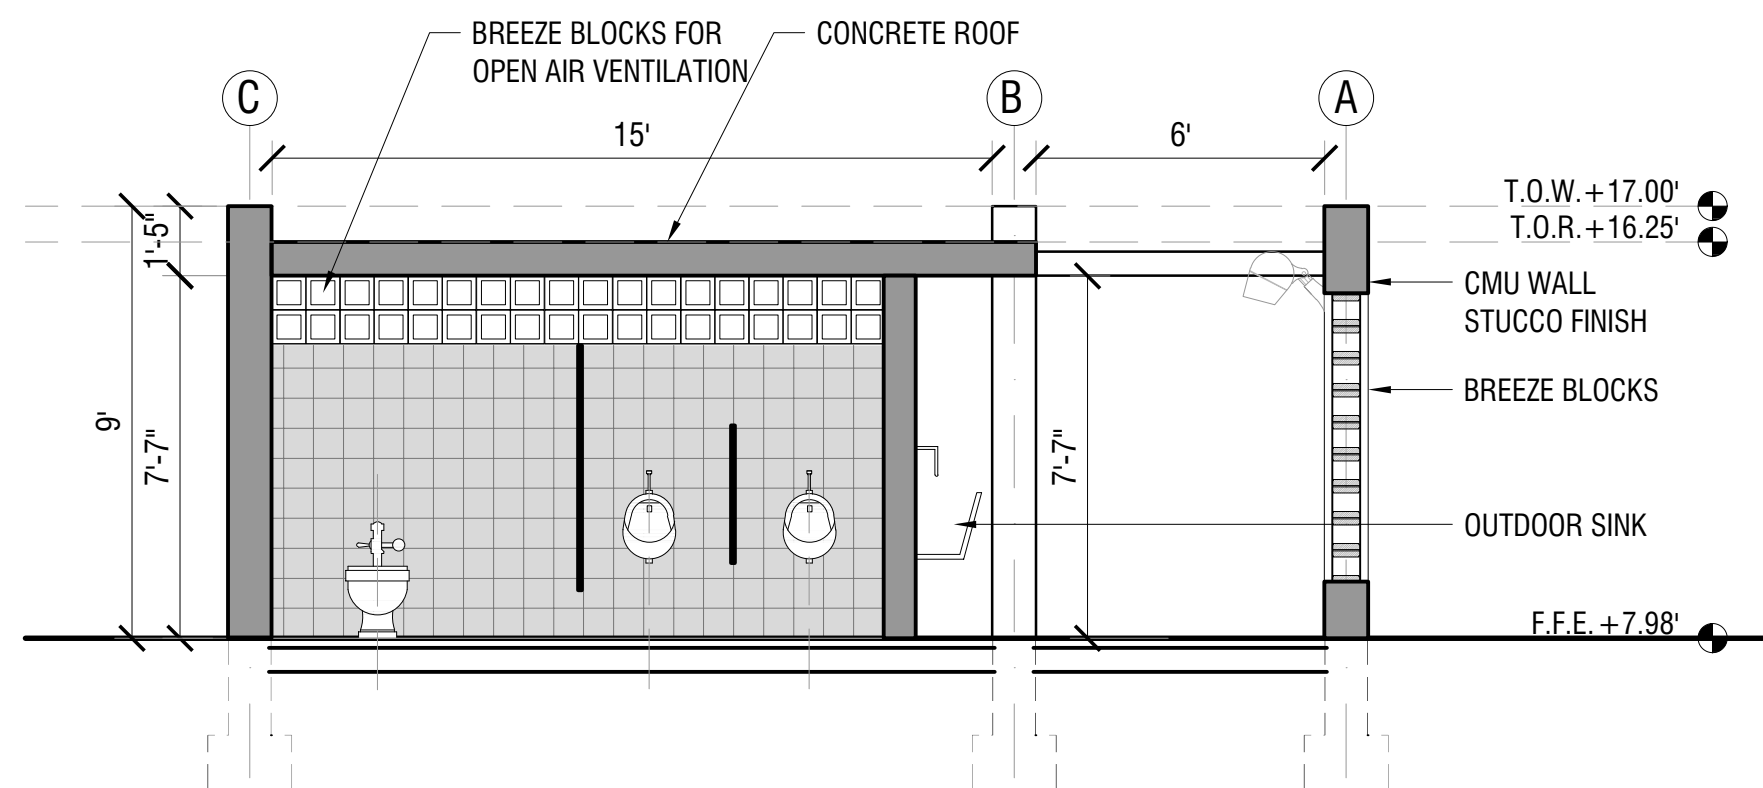 BREEZE BLOCKS FOR
OPEN AIR VENTILATION
CONCRETE ROOF
C
B
A
15'
6'
T.O.W.+17.00'
T.O.R.+16.25'
1'-5"
CMU WALL
STUCCO FINISH
BREEZE BLOCKS
9'
7'-7"
7'-7"
OUTDOOR SINK
F.F.E. +7.98'